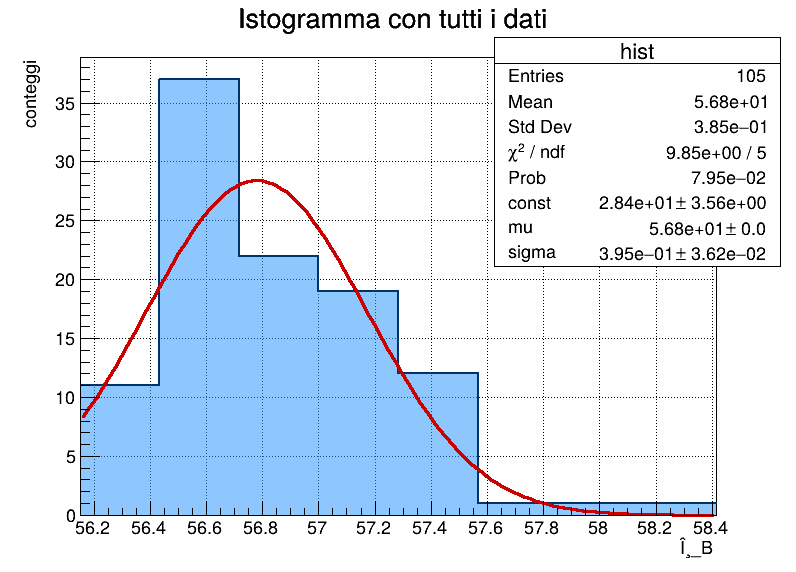 Istogramma con tutti i dati
hist
Entries 105
Mean 5.68e+01
Std Dev 3.85e−01
χ² / ndf 9.85e+00 / 5
Prob 7.95e−02
const 2.84e+01± 3.56e+00
mu 5.68e+01± 0.0
sigma 3.95e−01± 3.62e−02
conteggi
35
30
25
20
15
10
5
0
56.2 56.4 56.6 56.8 57 57.2 57.4 57.6 57.8 58 58.2 58.4
Î¸_B